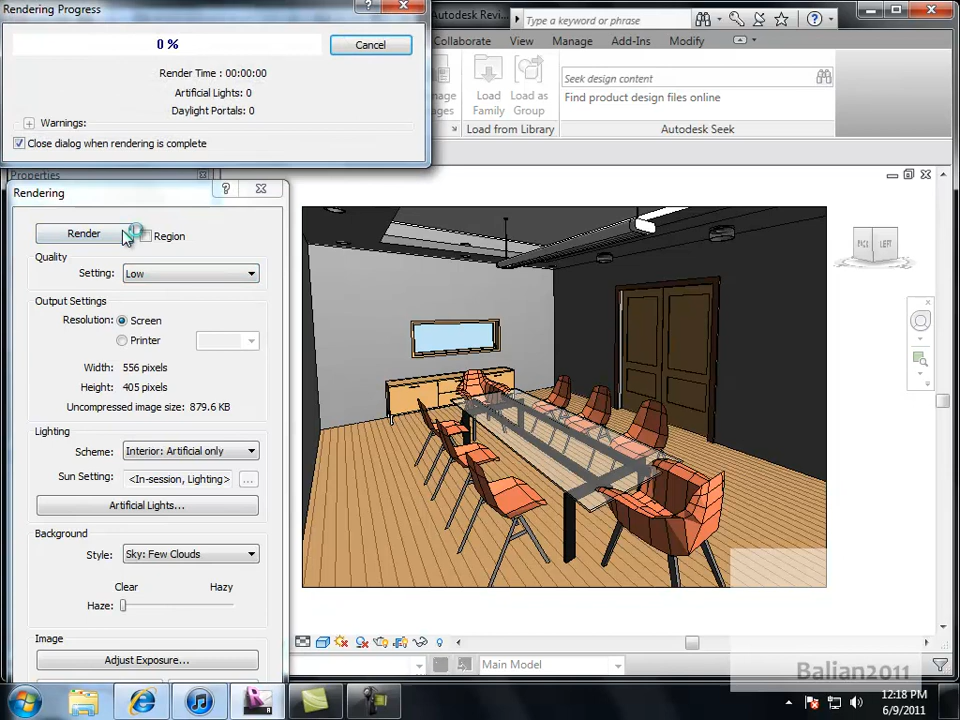 Rendering Progress
Autodesk Revi...
Type a keyword or phrase
0 %
Cancel
Render Time : 00:00:00
Artificial Lights: 0
Daylight Portals: 0
Warnings:
Close dialog when rendering is complete
Collaborate View Manage Add-Ins Modify
Seek design content
Load Family
Load as Group
Find product design files online
Load from Library
Autodesk Seek
Properties
Rendering
Render
Region
Quality
Setting: Low
Output Settings
Resolution: Screen
Printer
Width: 556 pixels
Height: 405 pixels
Uncompressed image size: 879.6 KB
Lighting
Scheme: Interior: Artificial only
Sun Setting: <In-session, Lighting> ...
Artificial Lights...
Background
Style: Sky: Few Clouds
Clear Hazy
Haze:
Image
Adjust Exposure...
BACK LEFT
Main Model
Balian2011
12:18 PM
6/9/2011